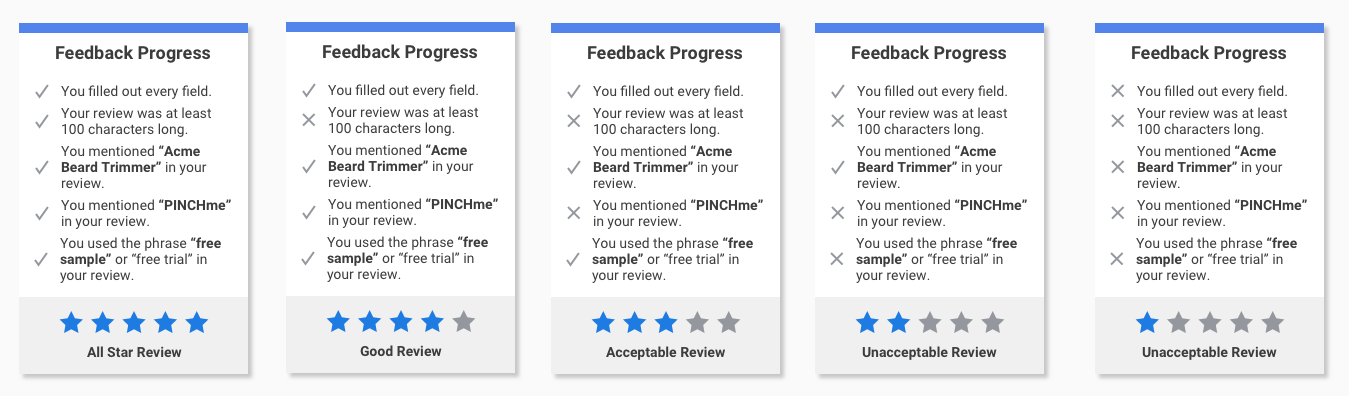 Feedback Progress
You filled out every field.
Your review was at least
100 characters long.
You mentioned “Acme
Beard Trimmer” in your
review.
You mentioned “PINCHme”
in your review.
You used the phrase “free
sample” or “free trial” in
your review.
All Star Review
Feedback Progress
You filled out every field.
Your review was at least
100 characters long.
You mentioned “Acme
Beard Trimmer” in your
review.
You mentioned “PINCHme”
in your review.
You used the phrase “free
sample” or “free trial” in
your review.
Good Review
Feedback Progress
You filled out every field.
Your review was at least
100 characters long.
You mentioned “Acme
Beard Trimmer” in your
review.
You mentioned “PINCHme”
in your review.
You used the phrase “free
sample” or “free trial” in
your review.
Acceptable Review
Feedback Progress
You filled out every field.
Your review was at least
100 characters long.
You mentioned “Acme
Beard Trimmer” in your
review.
You mentioned “PINCHme”
in your review.
You used the phrase “free
sample” or “free trial” in
your review.
Unacceptable Review
Feedback Progress
You filled out every field.
Your review was at least
100 characters long.
You mentioned “Acme
Beard Trimmer” in your
review.
You mentioned “PINCHme”
in your review.
You used the phrase “free
sample” or “free trial” in
your review.
Unacceptable Review